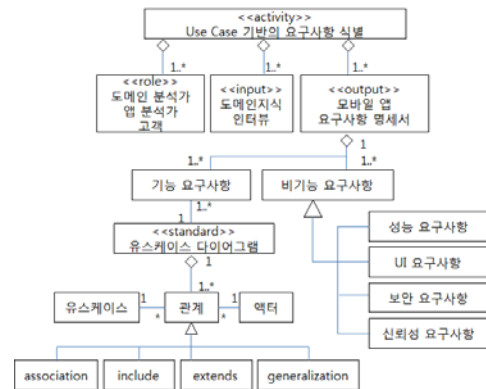 <<activity>>
Use Case 기반의 요구사항 식별
1..* 1..* 1..*
<<role>>
도메인 분석가
앱 분석가
고객
<<input>>
도메인지식
인터뷰
<<output>>
모바일 앱
요구사항 명세서
1
1..* 1..*
기능 요구사항
비기능 요구사항
1..*
1
<<standard>>
유스케이스 다이어그램
1
1..*
유스케이스
1
*
관계
1
*
액터
성능 요구사항
UI 요구사항
보안 요구사항
신뢰성 요구사항
association
include
extends
generalization